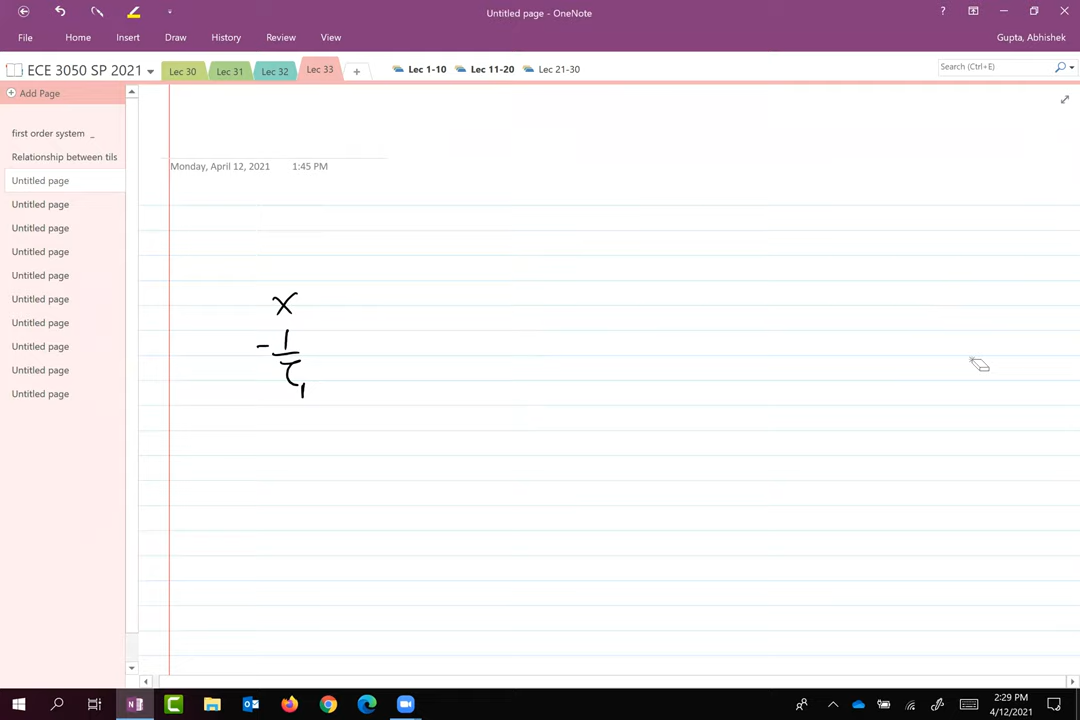 Untitled page - OneNote
?
File Home Insert Draw History Review View
Gupta, Abhishek
ECE 3050 SP 2021 Lec 30 Lec 31 Lec 32 Lec 33 + Lec 1-10 Lec 11-20 Lec 21-30
Search (Ctrl+E)
Add Page
first order system _
Relationship between tils
Untitled page
Untitled page
Untitled page
Untitled page
Untitled page
Untitled page
Untitled page
Untitled page
Untitled page
Untitled page
Monday, April 12, 2021 1:45 PM
x
-1/τ₁
2:29 PM
4/12/2021